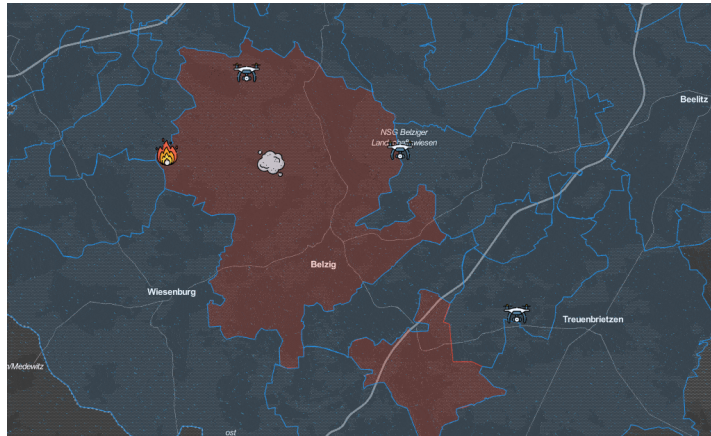 Beelitz
NSG Belziger
Belzig
Wiesenburg
Treuenbrietzen
n/Medewitz
ost